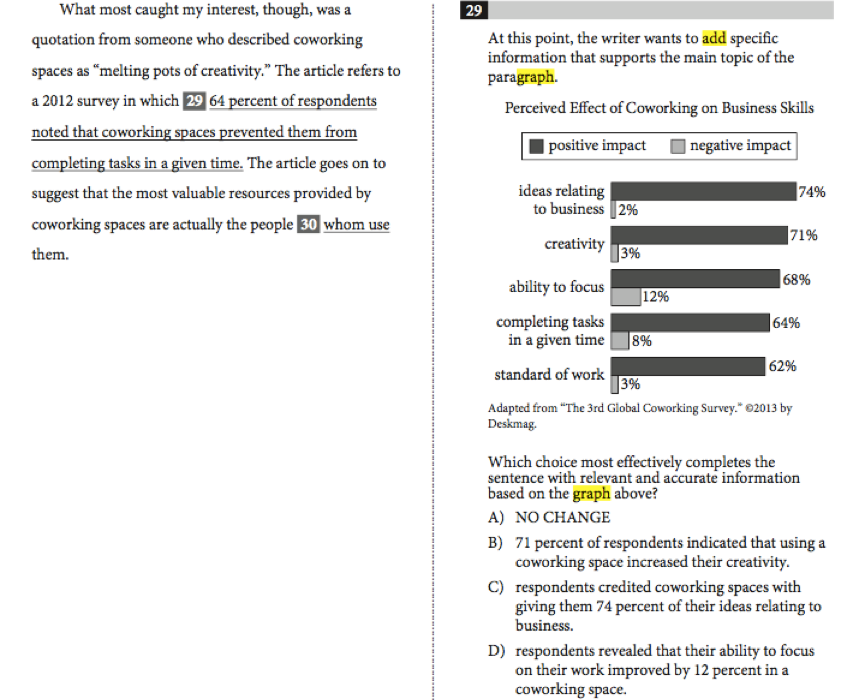 What most caught my interest, though, was a
quotation from someone who described coworking
spaces as “melting pots of creativity.” The article refers to
a 2012 survey in which 29 64 percent of respondents
noted that coworking spaces prevented them from
completing tasks in a given time. The article goes on to
suggest that the most valuable resources provided by
coworking spaces are actually the people 30 whom use
them.
29
At this point, the writer wants to add specific
information that supports the main topic of the
paragraph.
Perceived Effect of Coworking on Business Skills
positive impact negative impact
ideas relating
to business
74%
2%
creativity
71%
3%
ability to focus
68%
12%
completing tasks
in a given time
64%
8%
standard of work
62%
3%
Adapted from “The 3rd Global Coworking Survey.” ©2013 by
Deskmag.
Which choice most effectively completes the
sentence with relevant and accurate information
based on the graph above?
A) NO CHANGE
B) 71 percent of respondents indicated that using a
coworking space increased their creativity.
C) respondents credited coworking spaces with
giving them 74 percent of their ideas relating to
business.
D) respondents revealed that their ability to focus
on their work improved by 12 percent in a
coworking space.